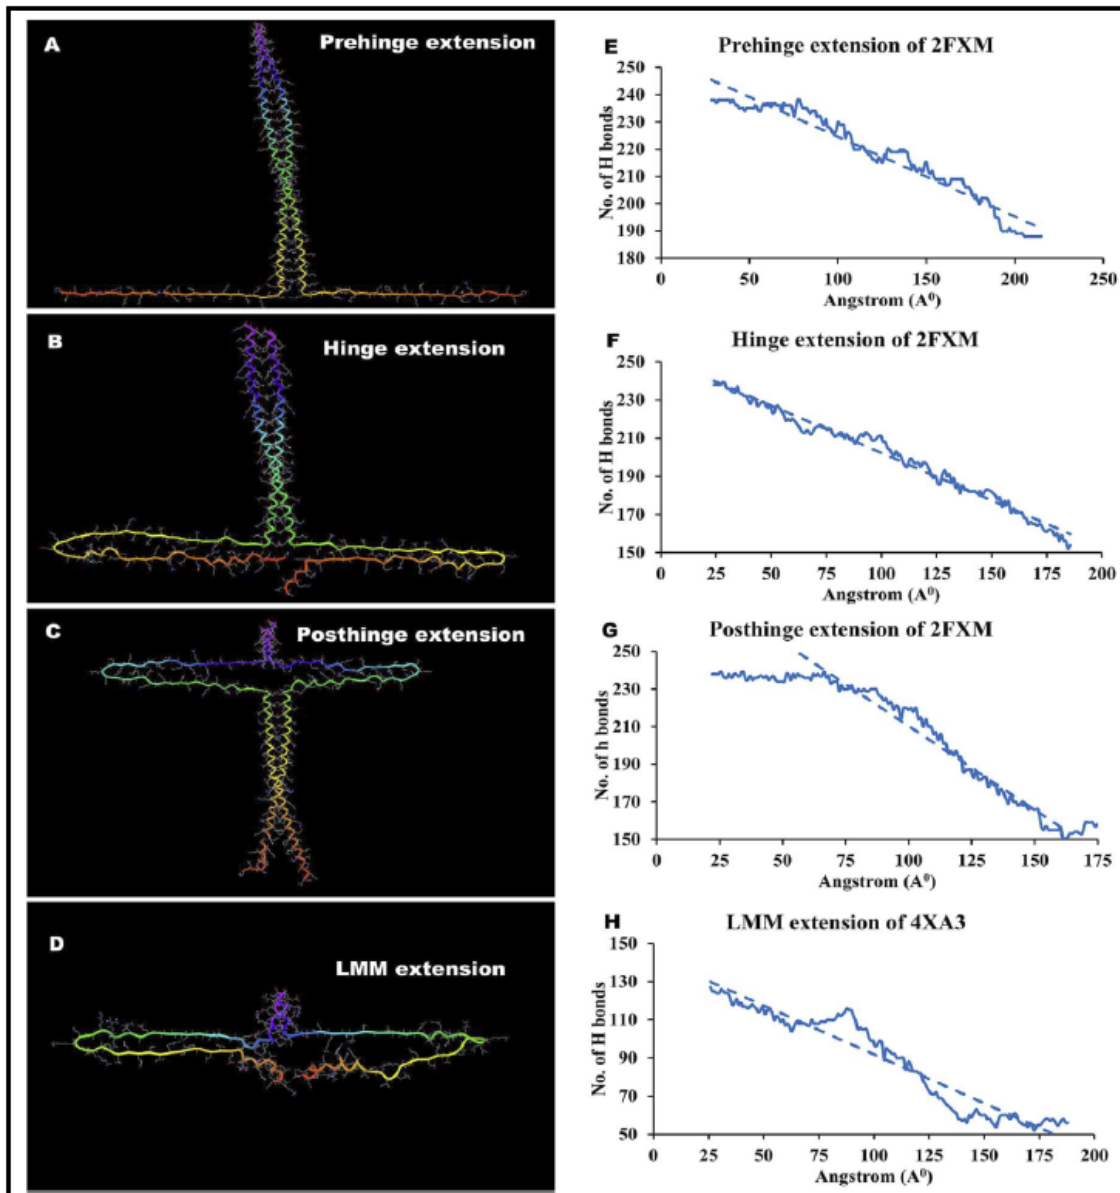 A
Prehinge extension
B
Hinge extension
C
Posthinge extension
D
LMM extension
E
Prehinge extension of 2FXM
No. of H bonds
250
240
230
220
210
200
190
180
0 50 100 150 200 250
Angstrom (A⁰)
F
Hinge extension of 2FXM
No. of H bonds
250
230
210
190
170
150
0 25 50 75 100 125 150 175 200
Angstrom (A⁰)
G
Posthinge extension of 2FXM
No. of h bonds
250
230
210
190
170
150
0 25 50 75 100 125 150 175
Angstrom (A⁰)
H
LMM extension of 4XA3
No. of H bonds
150
130
110
90
70
50
0 25 50 75 100 125 150 175 200
Angstrom (A⁰)